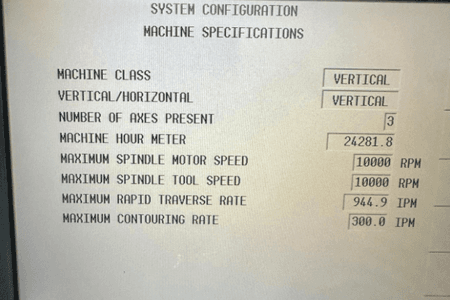 SYSTEM CONFIGURATION
MACHINE SPECIFICATIONS
MACHINE CLASS VERTICAL
VERTICAL/HORIZONTAL VERTICAL
NUMBER OF AXES PRESENT 3
MACHINE HOUR METER 24281.8
MAXIMUM SPINDLE MOTOR SPEED 10000 RPM
MAXIMUM SPINDLE TOOL SPEED 10000 RPM
MAXIMUM RAPID TRAVERSE RATE 944.9 IPM
MAXIMUM CONTOURING RATE 300.0 IPM